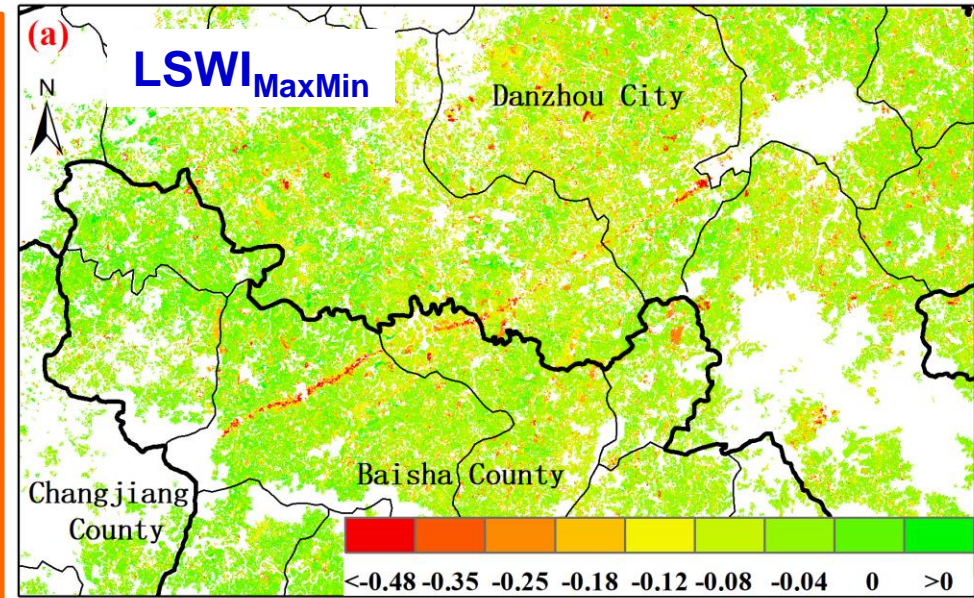 (a)
LSWIMaxMin
N
Danzhou City
Baisha County
Changjiang
County
<-0.48 -0.35 -0.25 -0.18 -0.12 -0.08 -0.04 0 >0